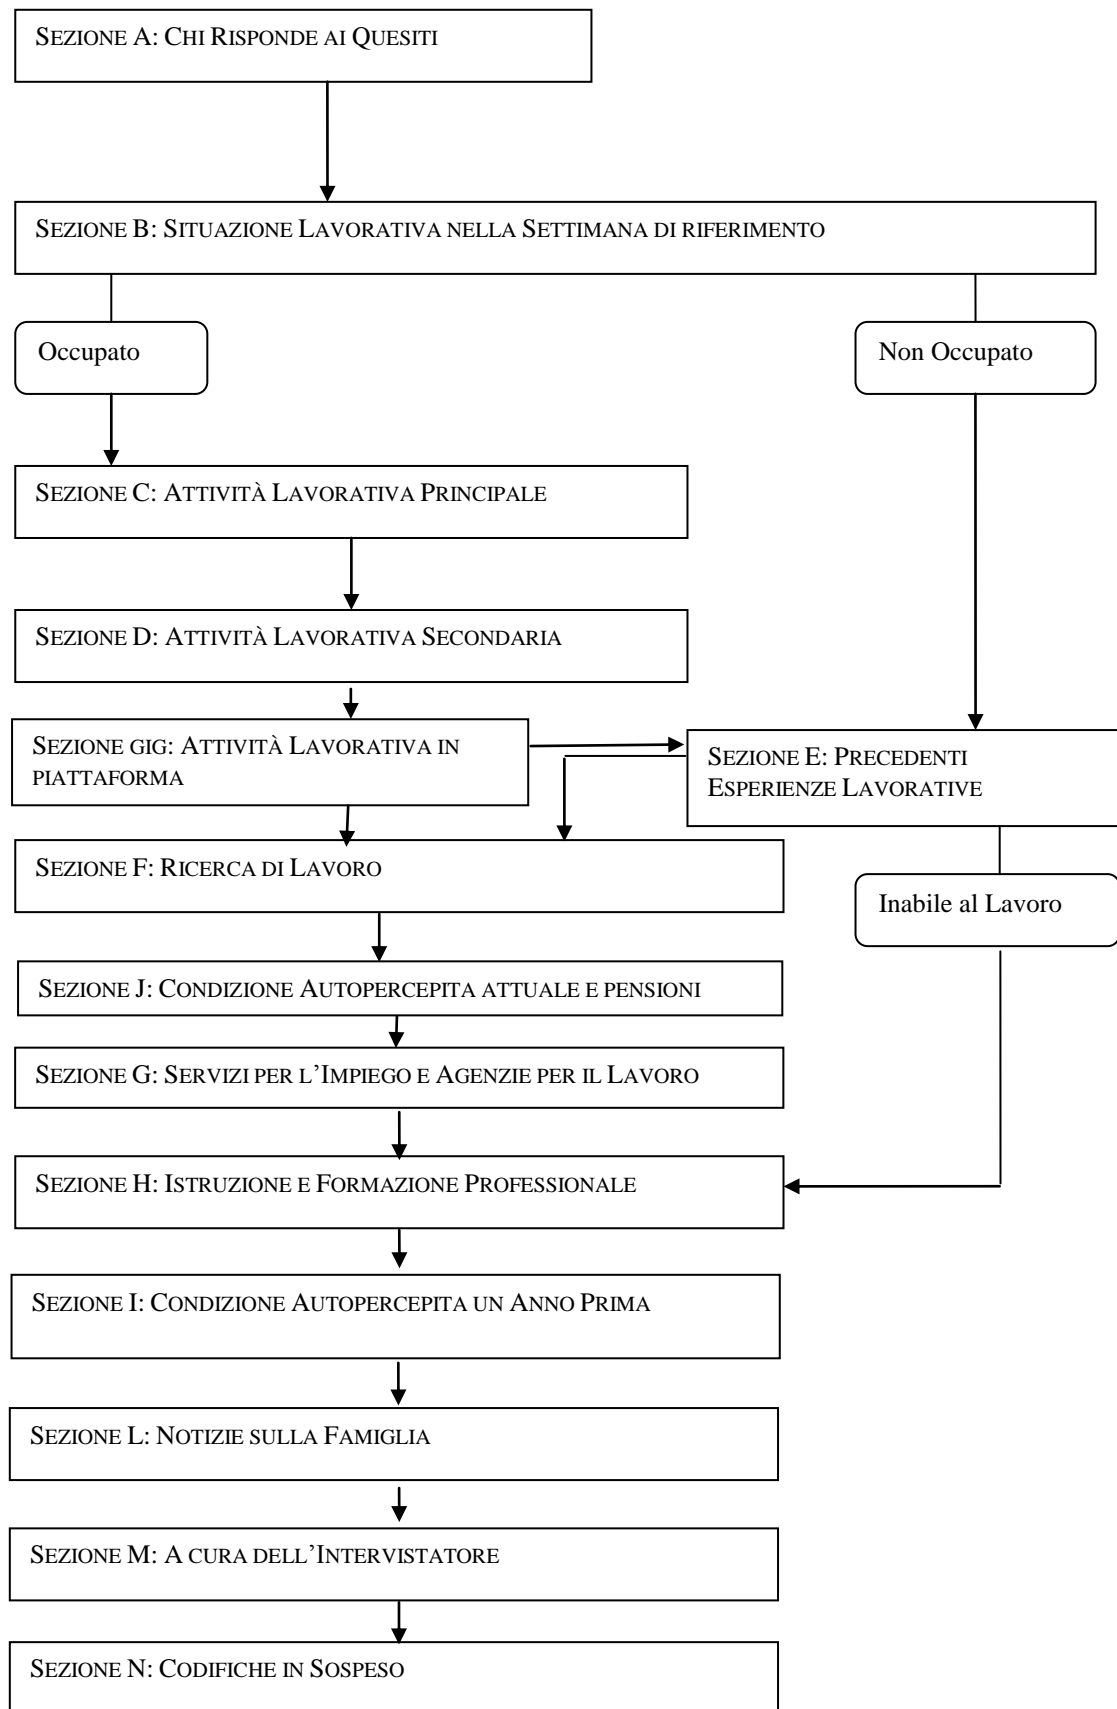 SEZIONE A: CHI RISPONDE AI QUESITI
SEZIONE B: SITUAZIONE LAVORATIVA NELLA SETTIMANA DI RIFERIMENTO
Occupato
Non Occupato
SEZIONE C: ATTIVITÀ LAVORATIVA PRINCIPALE
SEZIONE D: ATTIVITÀ LAVORATIVA SECONDARIA
SEZIONE GIG: ATTIVITÀ LAVORATIVA IN
PIATTAFORMA
SEZIONE E: PRECEDENTI
ESPERIENZE LAVORATIVE
SEZIONE F: RICERCA DI LAVORO
Inabile al Lavoro
SEZIONE J: CONDIZIONE AUTOPERCEPITA ATTUALE E PENSIONI
SEZIONE G: SERVIZI PER L’IMPIEGO E AGENZIE PER IL LAVORO
SEZIONE H: ISTRUZIONE E FORMAZIONE PROFESSIONALE
SEZIONE I: CONDIZIONE AUTOPERCEPITA UN ANNO PRIMA
SEZIONE L: NOTIZIE SULLA FAMIGLIA
SEZIONE M: A CURA DELL’INTERVISTATORE
SEZIONE N: CODIFICHE IN SOSPESO